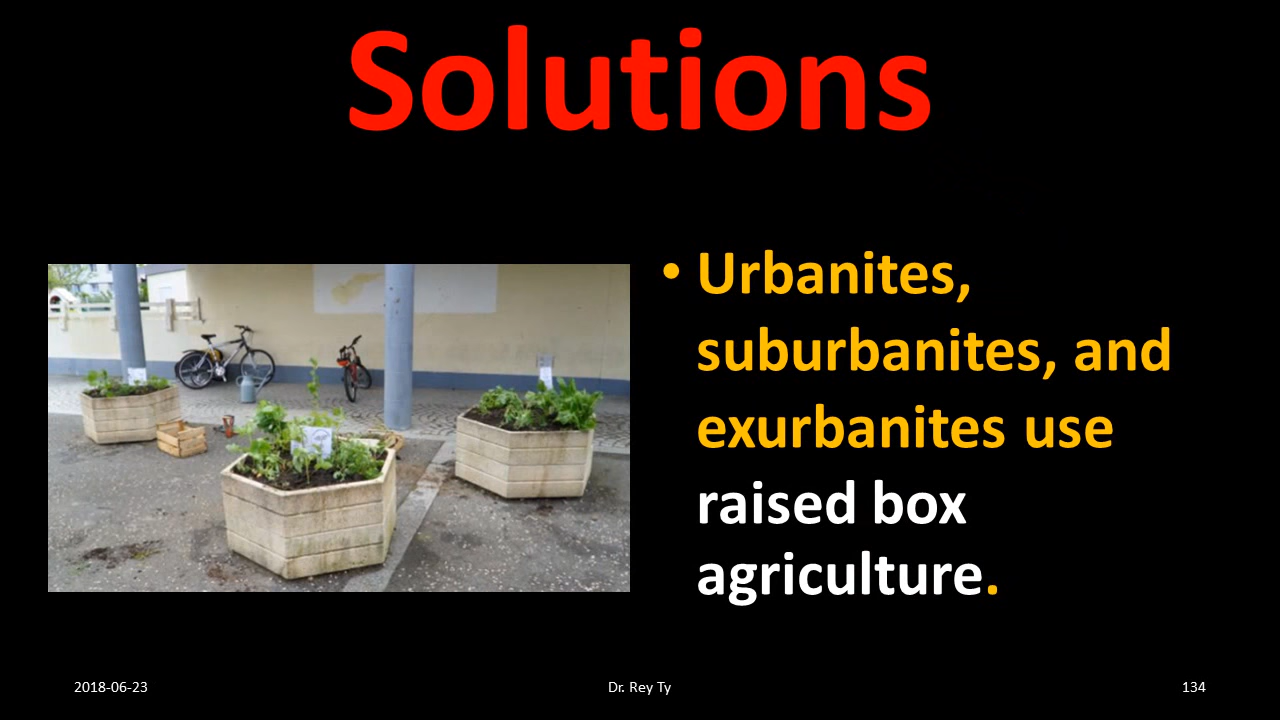 Solutions
• Urbanites,
suburbanites, and
exurbanites use
raised box
agriculture.
2018-06-23
Dr. Rey Ty
134